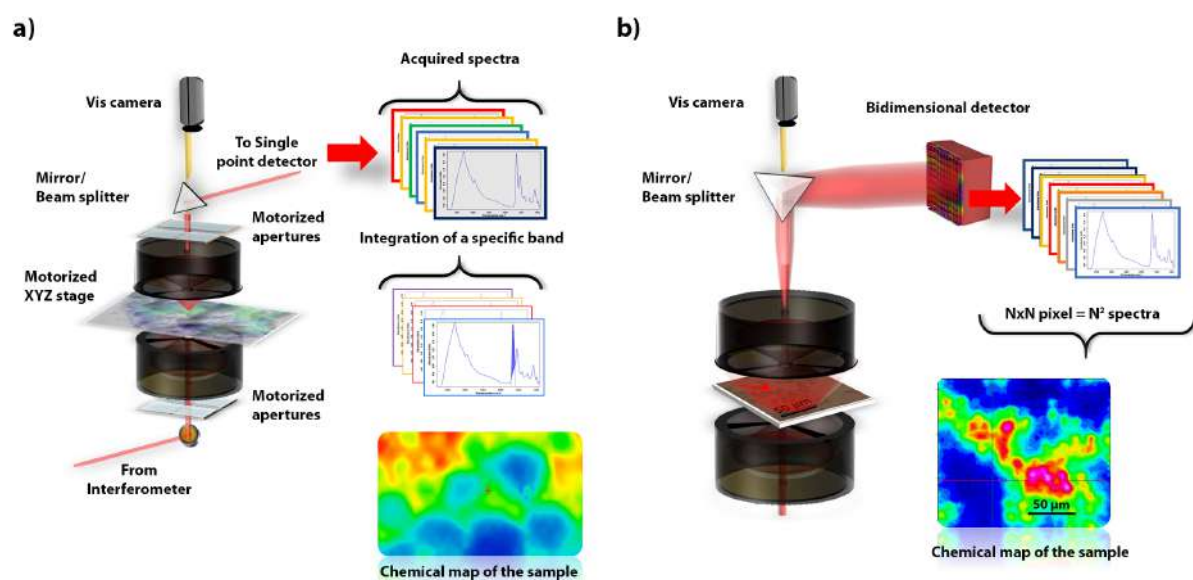 a)
Vis camera
Acquired spectra
To Single
point detector
Mirror/
Beam splitter
Motorized
apertures
Integration of a specific band
Motorized
XYZ stage
Motorized
apertures
From
Interferometer
Chemical map of the sample
b)
Vis camera
Bidimensional detector
Mirror/
Beam splitter
NxN pixel = N² spectra
50 µm
50 µm
Chemical map of the sample